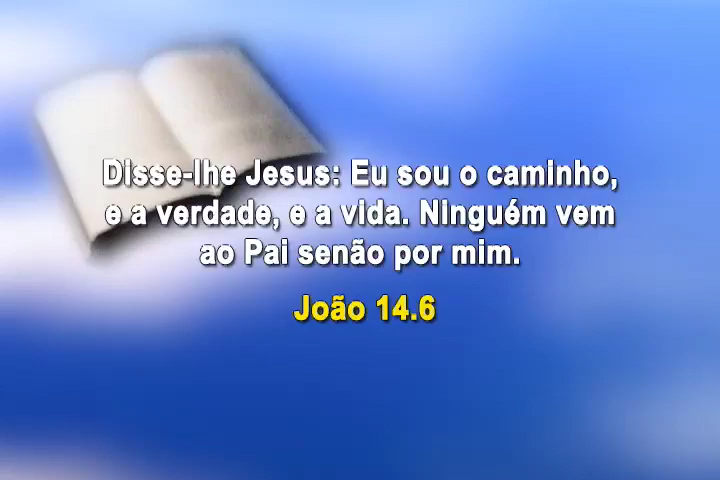 Disse-lhe Jesus: Eu sou o caminho,
e a verdade, e a vida. Ninguém vem
ao Pai senão por mim.
João 14.6